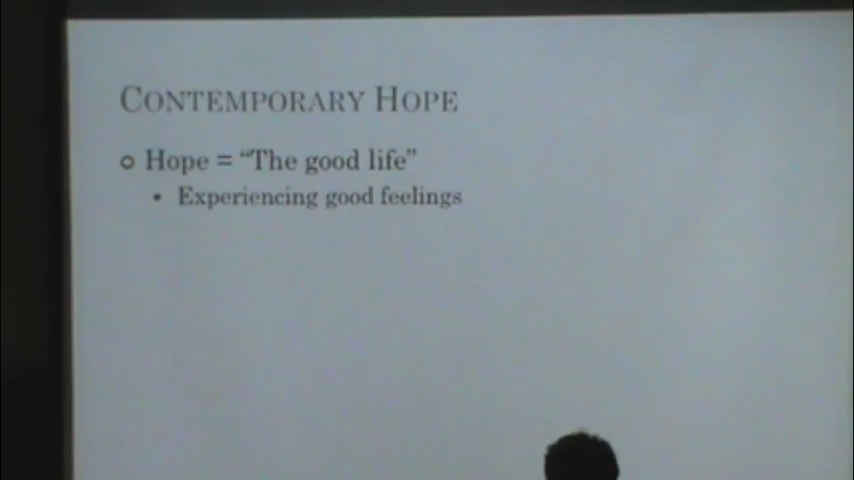 CONTEMPORARY HOPE
Hope = “The good life”
Experiencing good feelings